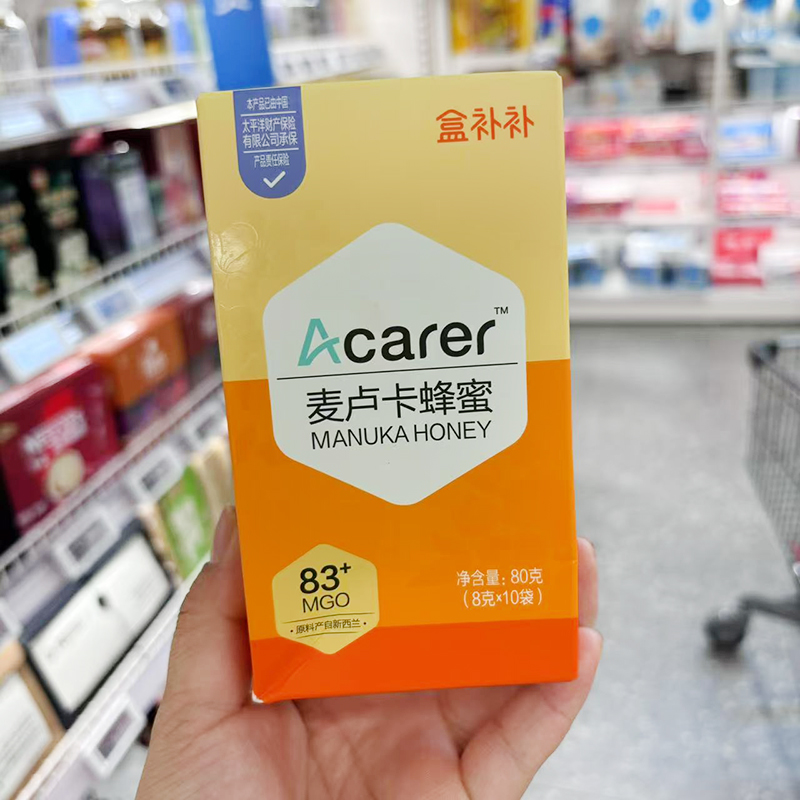 本产品已由中国
太平洋财产保险
有限公司承保
产品责任保险
盒补补
Acarer™
麦卢卡蜂蜜
MANUKA HONEY
83+
MGO
·原料产自新西兰·
净含量：80克
（8克×10袋）